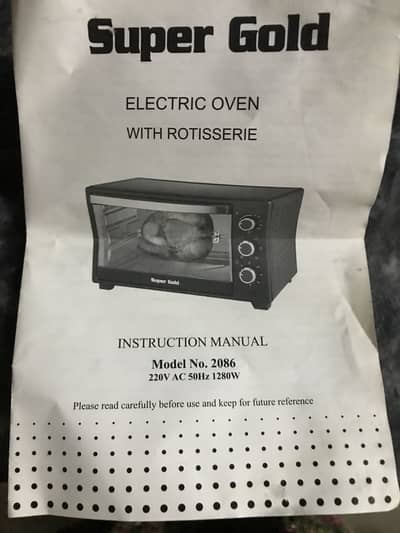 Super Gold
ELECTRIC OVEN
WITH ROTISSERIE
Super Gold
INSTRUCTION MANUAL
Model No. 2086
220V AC 50Hz 1280W
Please read carefully before use and keep for future reference